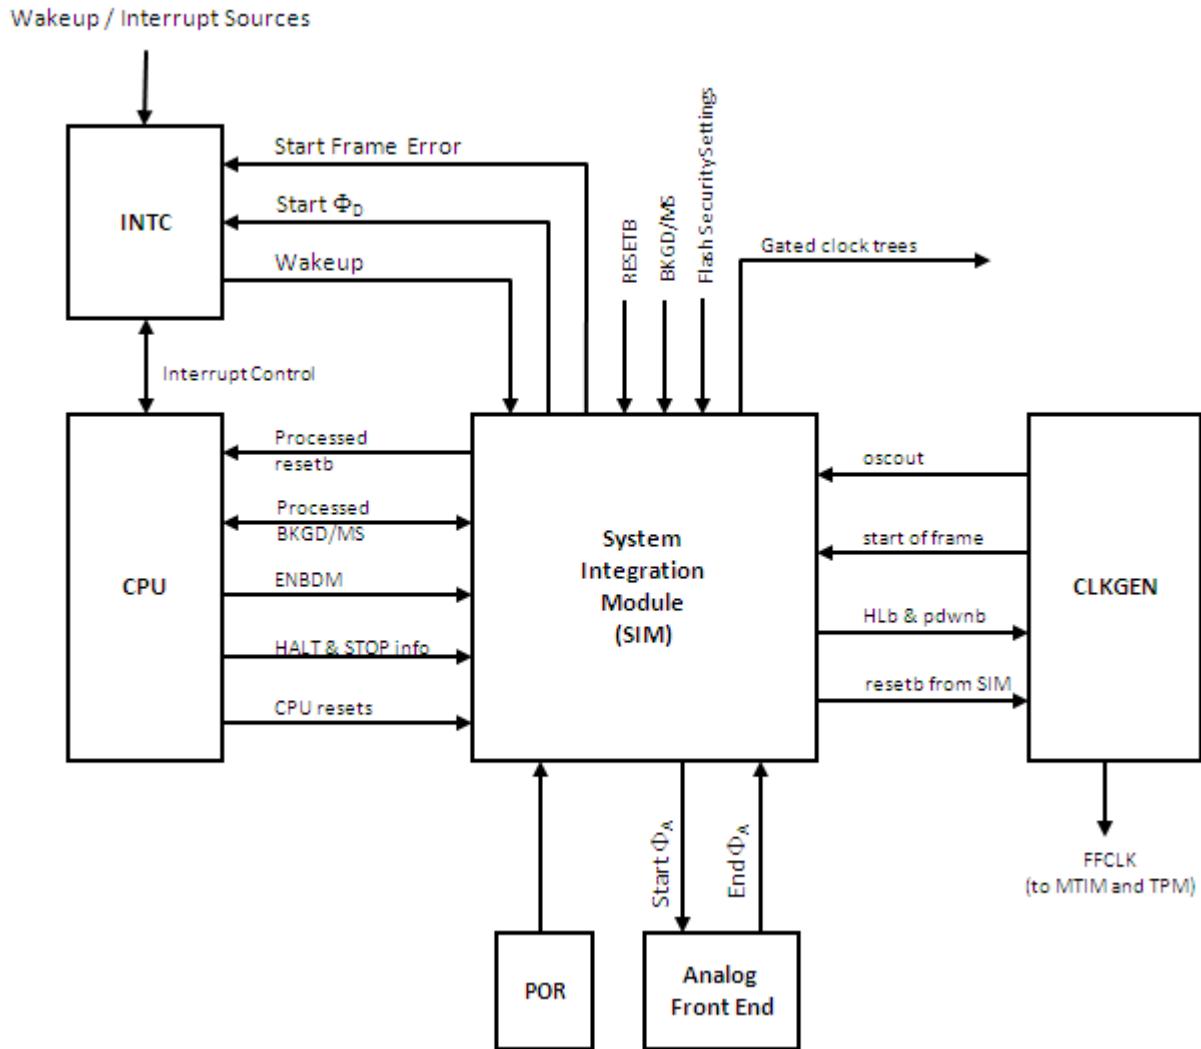 Wakeup / Interrupt Sources
Start Frame Error
Start ΦD
Wakeup
INTC
RESETB
BKGD/MS
Flash Security Settings
Gated clock trees
Interrupt Control
Processed
resetb
Processed
BKGD/MS
ENBDM
HALT & STOP info
CPU resets
CPU
System
Integration
Module
(SIM)
oscout
start of frame
HLb & pdwnb
resetb from SIM
CLKGEN
Start ΦA
End ΦA
FFCLK
(to MTIM and TPM)
POR
Analog
Front End